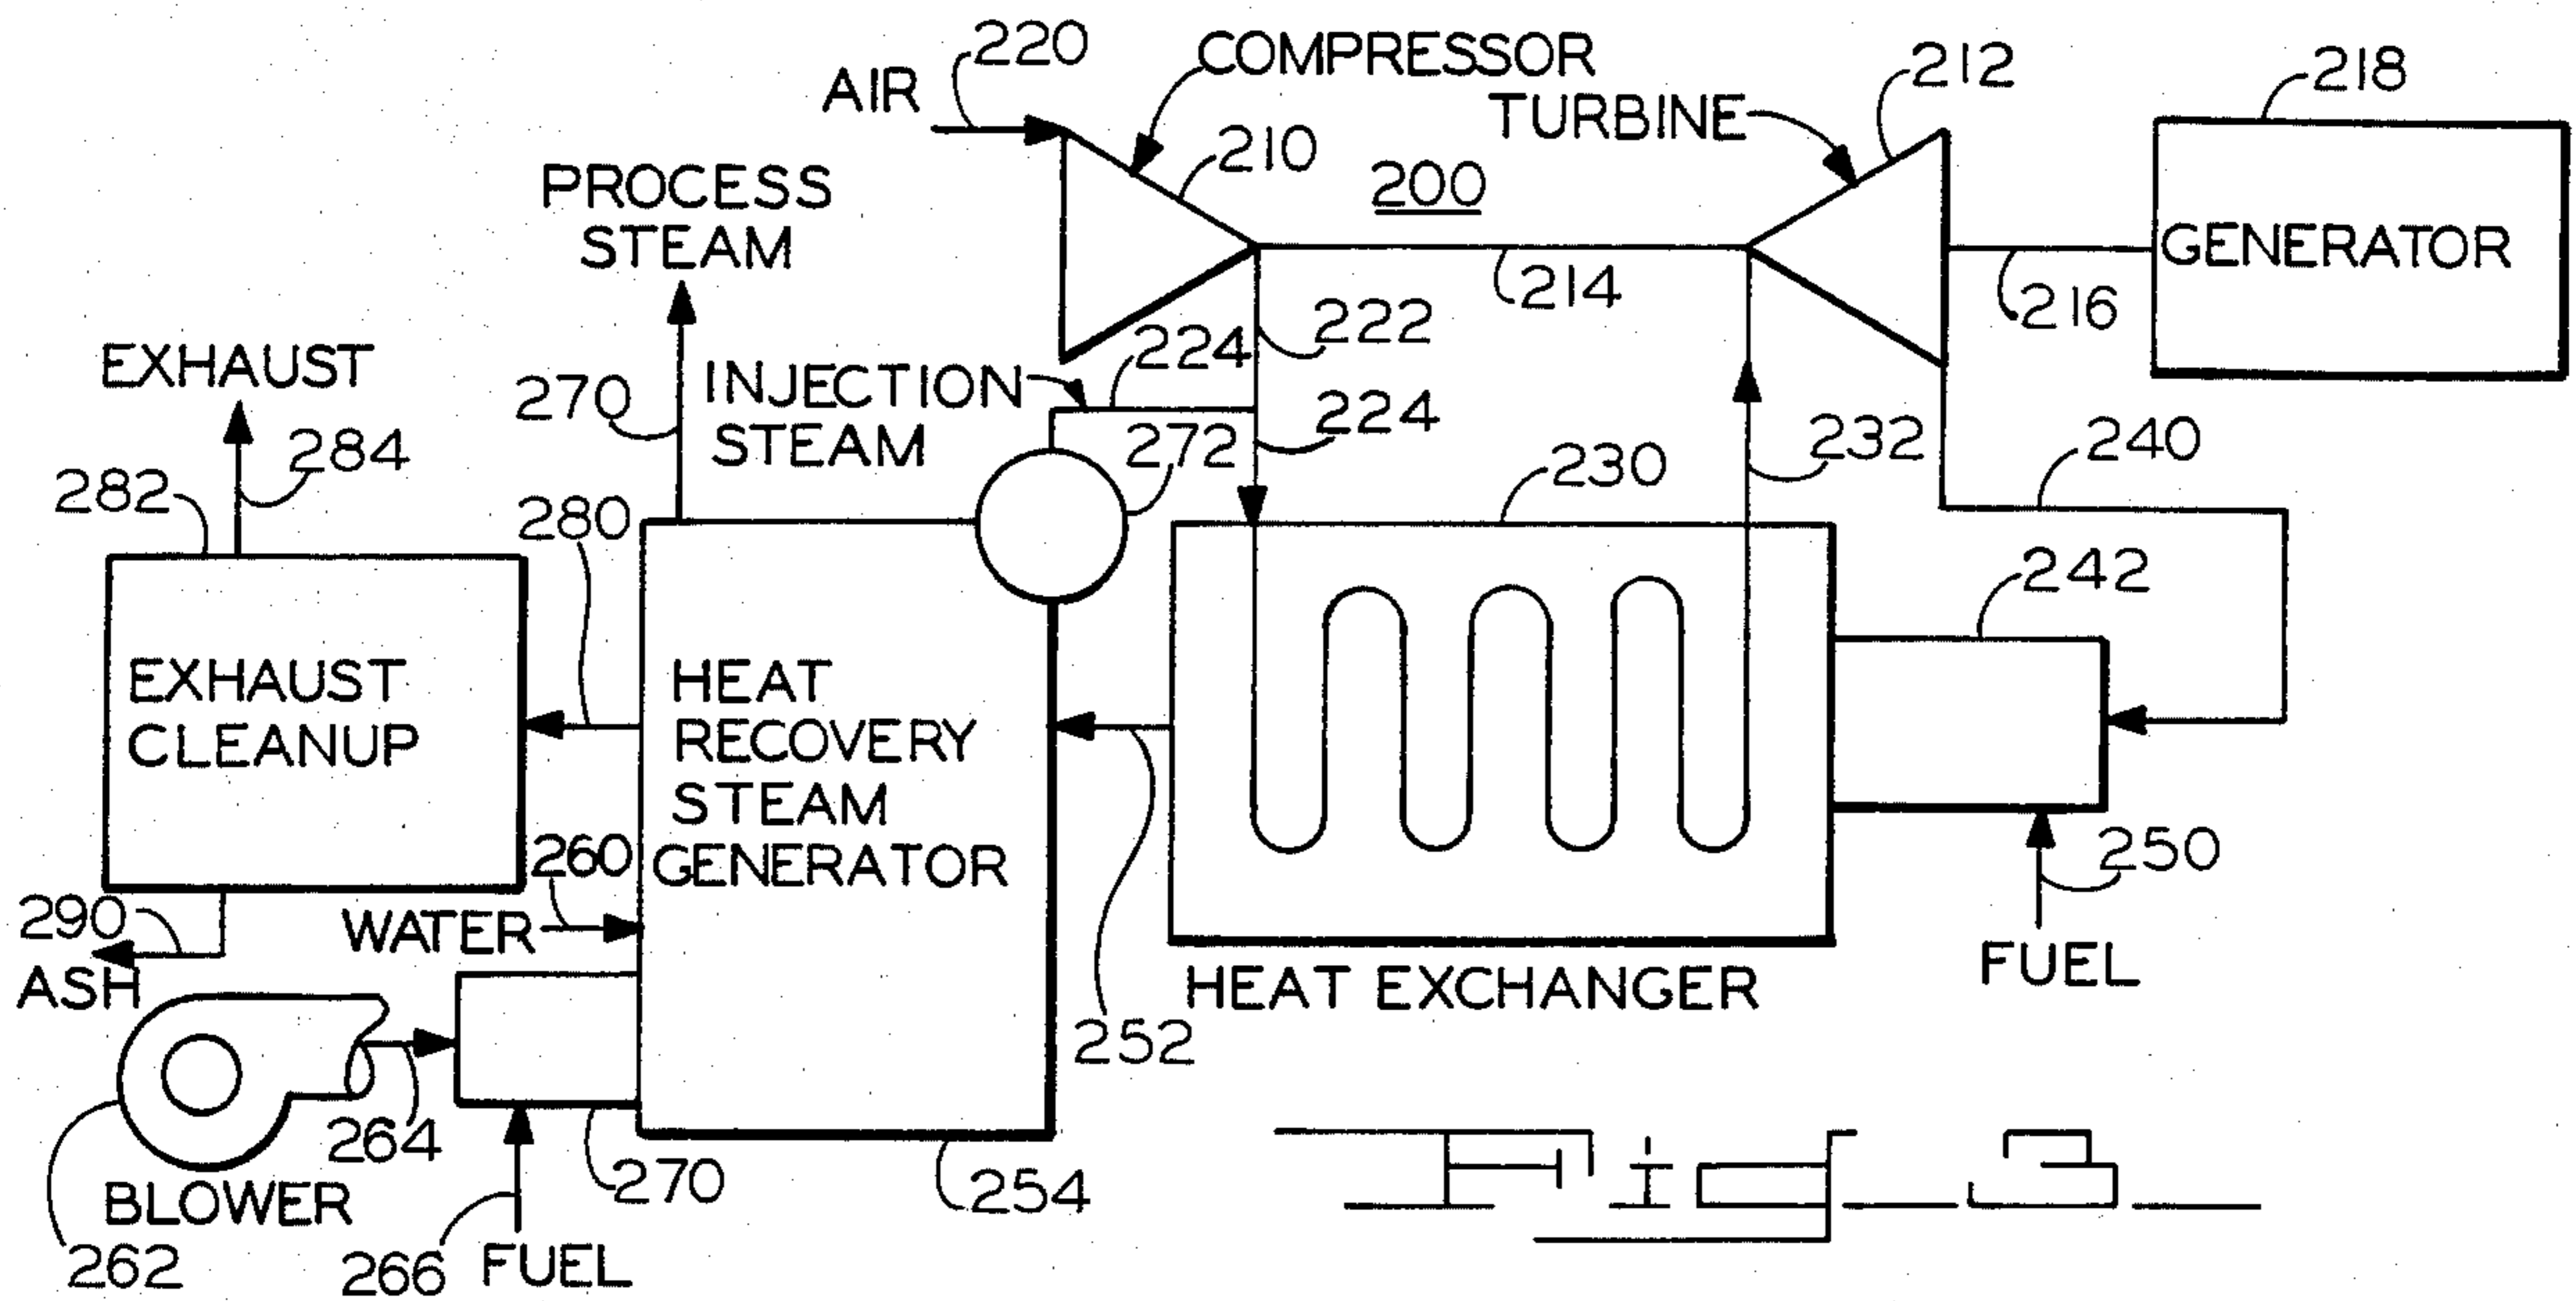 220
COMPRESSOR
AIR
TURBINE
212
218
210
200
PROCESS
STEAM
GENERATOR
214
216
222
224
EXHAUST
270
INJECTION
STEAM
224
272
230
232
240
284
282
280
242
EXHAUST
CLEANUP
HEAT
RECOVERY
STEAM
GENERATOR
260
250
290
WATER
ASH
FUEL
HEAT EXCHANGER
252
264
270
254
BLOWER
262
266
FUEL
Fig_3_